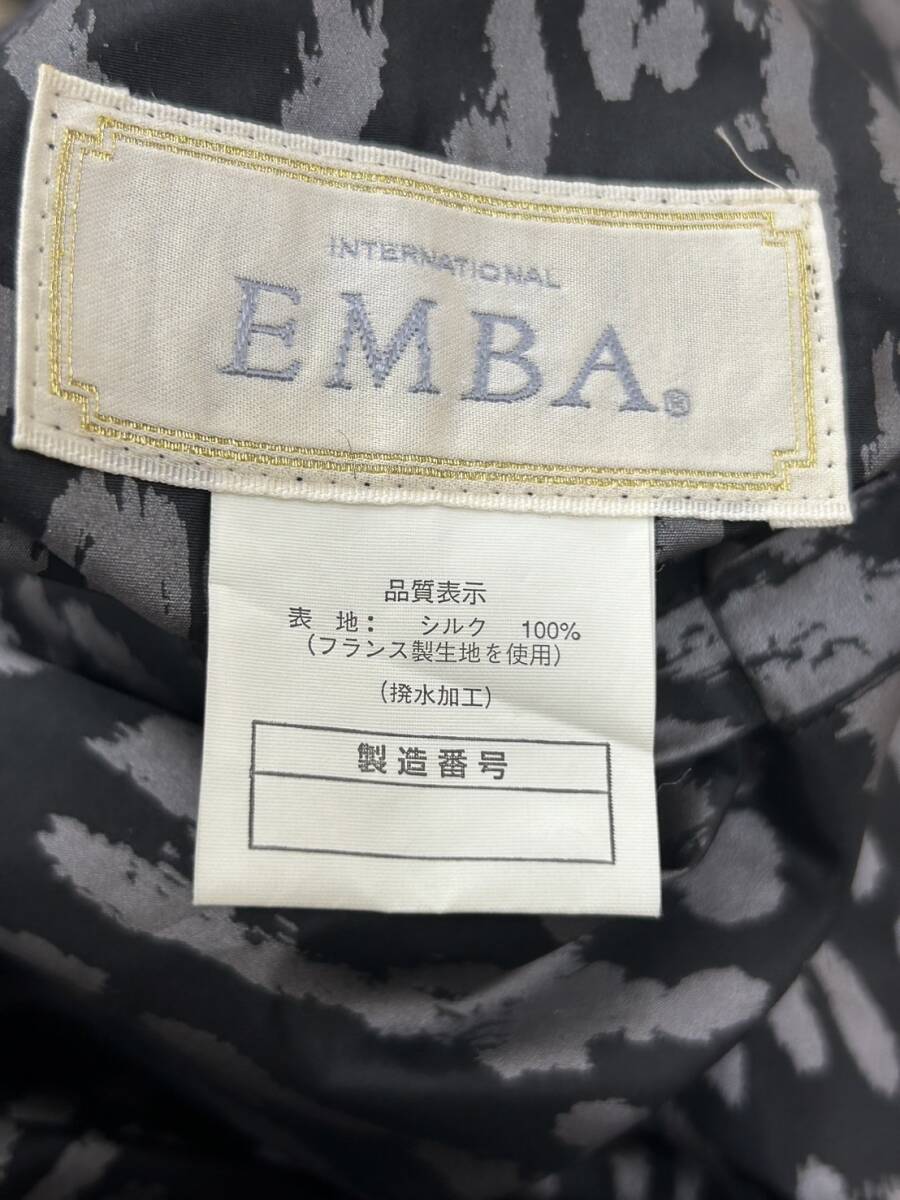 INTERNATIONAL
EMBA®
品質表示
表 地: シルク 100%
(フランス製生地を使用)
(撥水加工)
製造番号